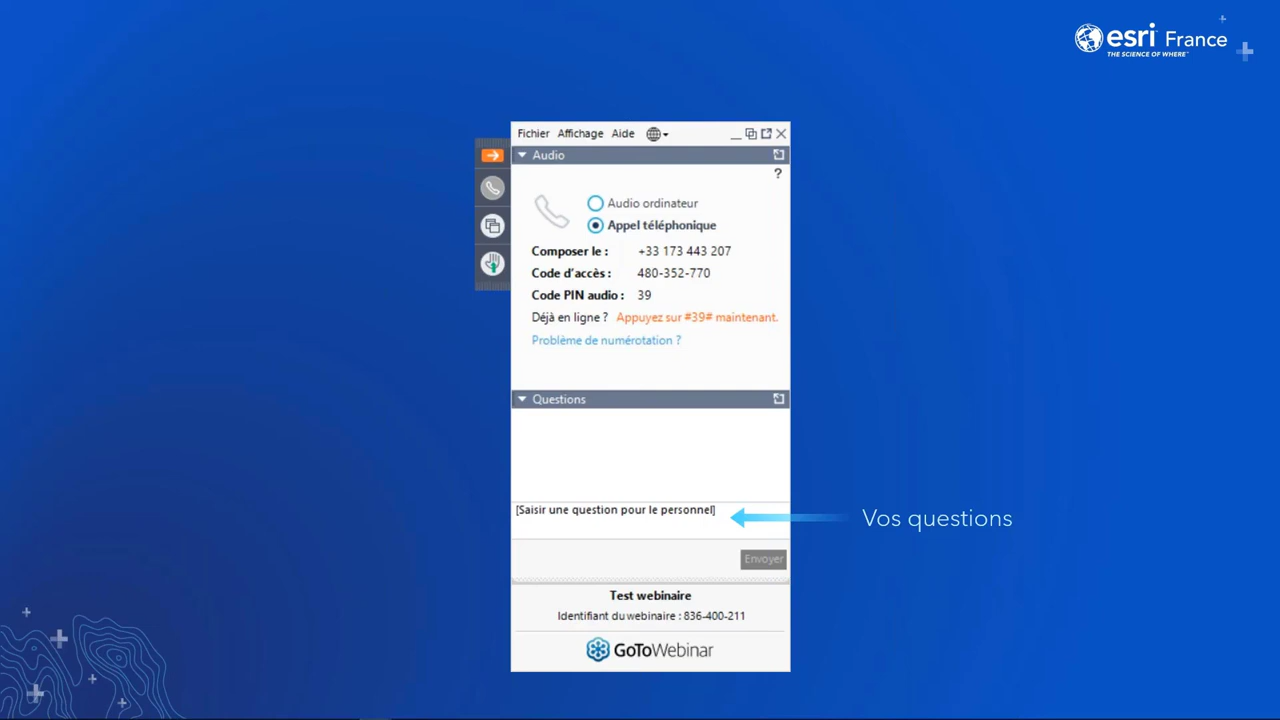 esri France
THE SCIENCE OF WHERE™
Fichier Affichage Aide
Audio
?
Audio ordinateur
Appel téléphonique
Composer le : +33 173 443 207
Code d'accès : 480-352-770
Code PIN audio : 39
Déjà en ligne ? Appuyez sur #39# maintenant.
Problème de numérotation ?
Questions
[Saisir une question pour le personnel]
Vos questions
Envoyer
Test webinaire
Identifiant du webinaire : 836-400-211
GoToWebinar